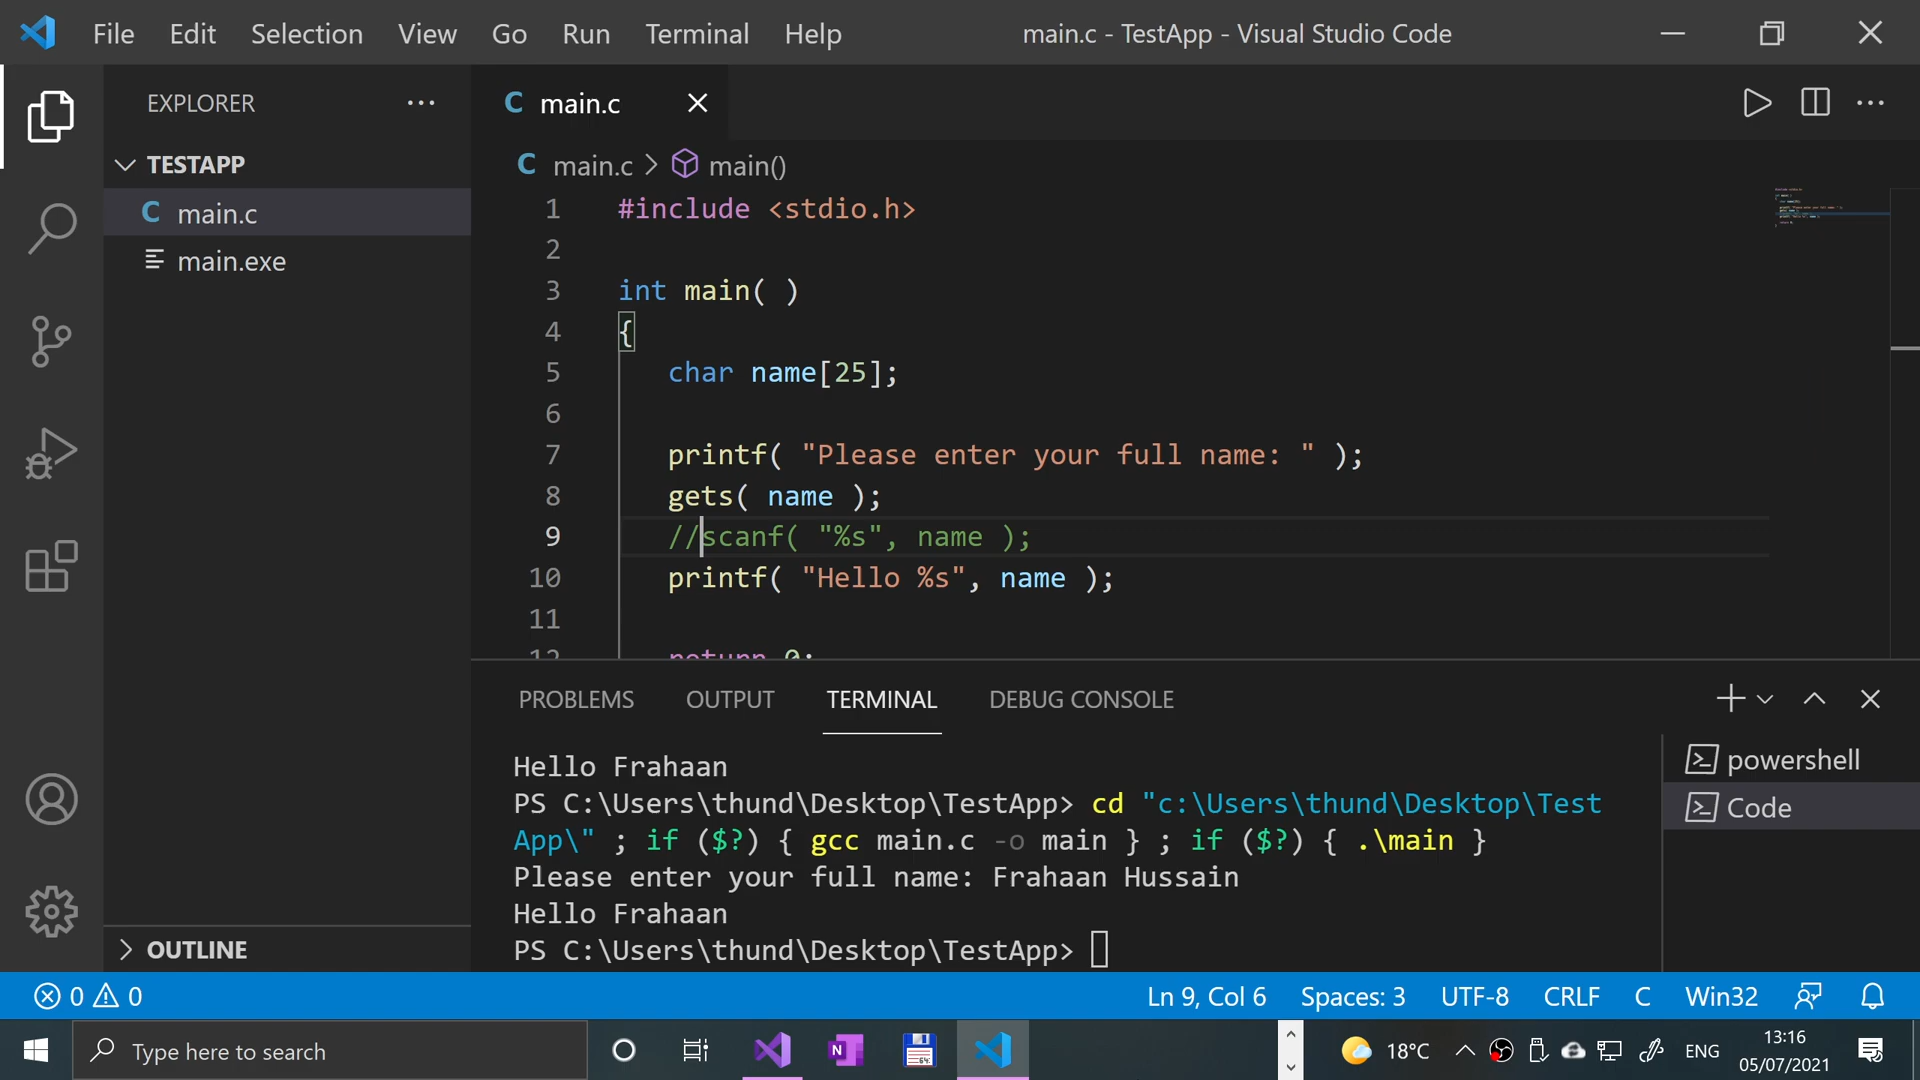 File Edit Selection View Go Run Terminal Help main.c - TestApp - Visual Studio Code
EXPLORER
C main.c
TESTAPP
C main.c > main()
C main.c
main.exe
1 #include <stdio.h>
2
3 int main( )
4 {
5 char name[25];
6
7 printf( "Please enter your full name: " );
8 gets( name );
9 //scanf( "%s", name );
10 printf( "Hello %s", name );
11
12 return 0;
PROBLEMS OUTPUT TERMINAL DEBUG CONSOLE
Hello Frahaan
PS C:\Users\thund\Desktop\TestApp> cd "c:\Users\thund\Desktop\Test
App\" ; if ($?) { gcc main.c -o main } ; if ($?) { .\main }
Please enter your full name: Frahaan Hussain
Hello Frahaan
PS C:\Users\thund\Desktop\TestApp>
powershell
Code
OUTLINE
0 0 Ln 9, Col 6 Spaces: 3 UTF-8 CRLF C Win32
Type here to search
N
64
18°C
ENG
13:16
05/07/2021